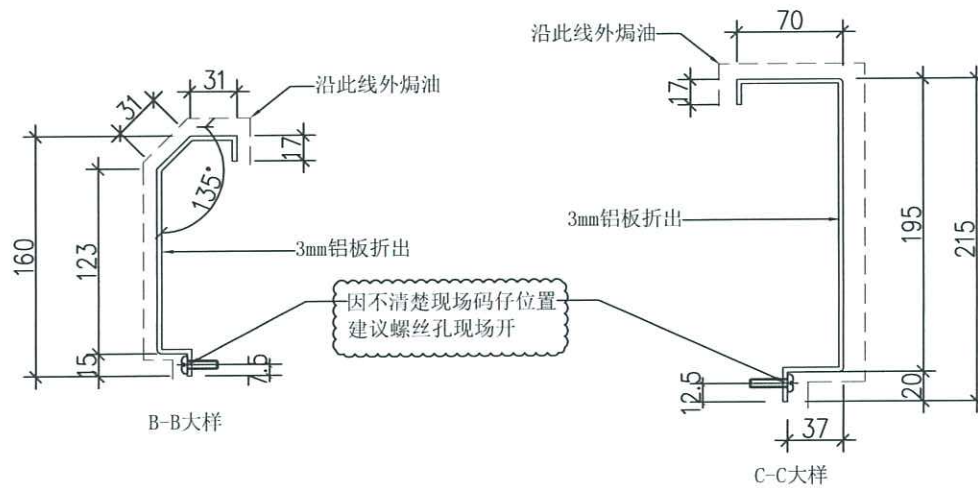 沿此线外焗油
70
17
195
215
3mm铝板折出
20
12.5
37
C-C大样
31
31
沿此线外焗油
17
135°
160
123
3mm铝板折出
15
7.5
B-B大样
因不清楚现场码仔位置
建议螺丝孔现场开